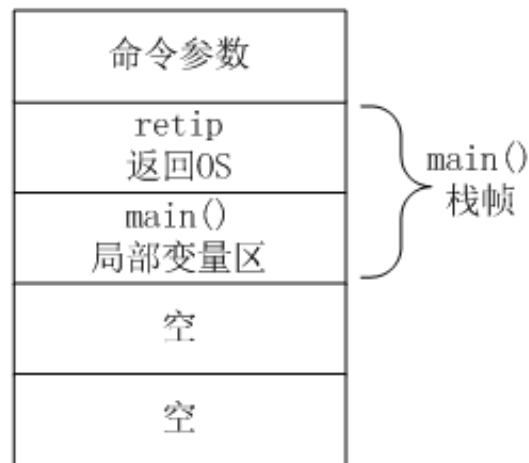 命令参数
retip
返回OS
main()
局部变量区
空
空
main()
栈帧